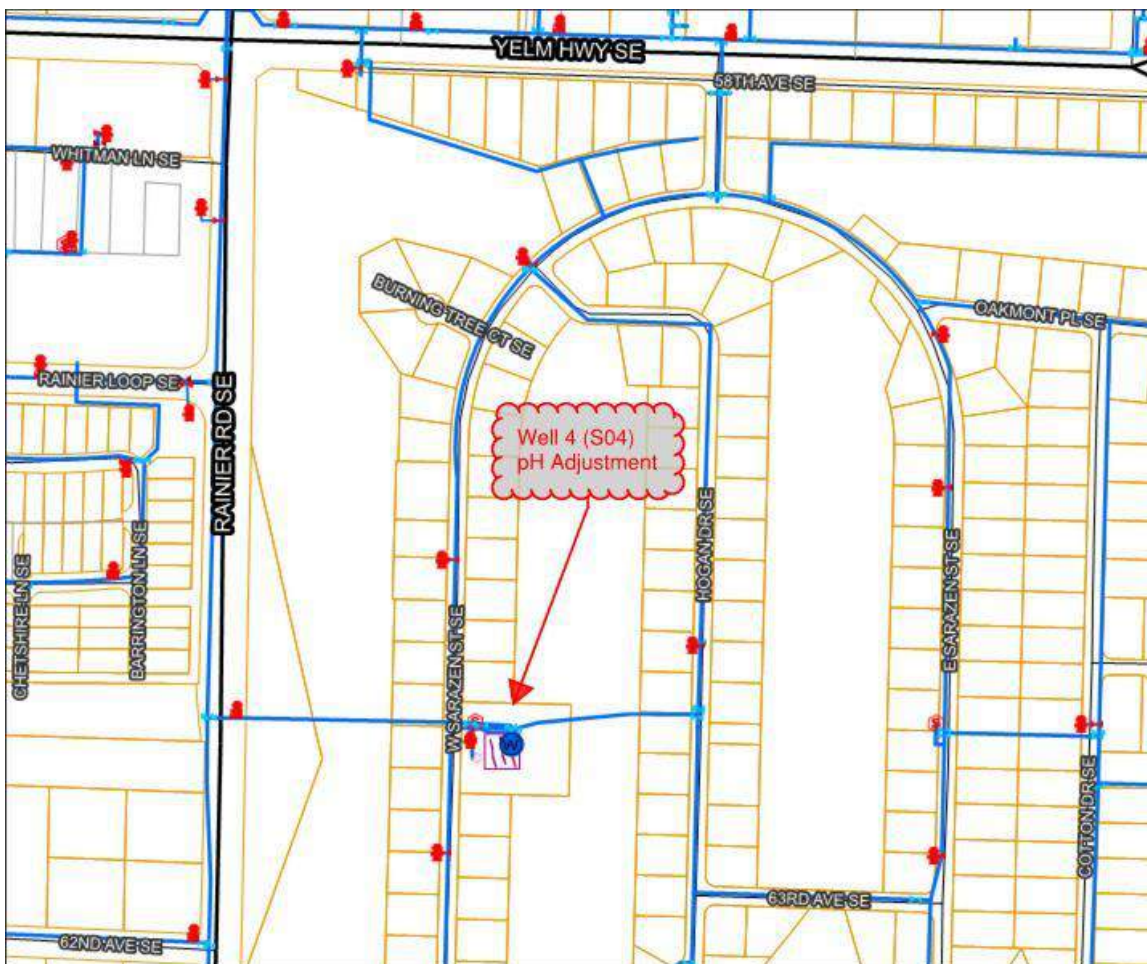 YELM HWY SE
58TH AVE SE
WHITMAN LN SE
BURNING TREE CT SE
OAKMONT PL SE
RAINIER LOOP SE
RAINIER RD SE
Well 4 (S04)
pH Adjustment
HOGAN DR SE
CHETSHIRE LN SE
BARRINGTON LN SE
W SARAZEN ST SE
E SARAZEN ST SE
W
COTTON DR SE
63RD AVE SE
62ND AVE SE